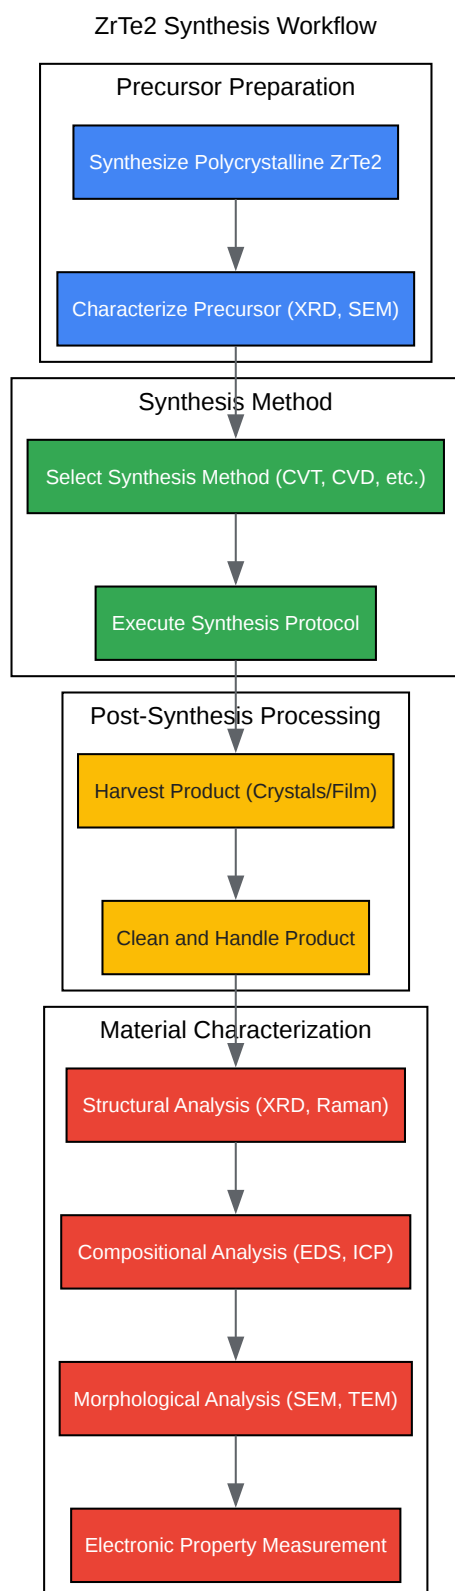 ZrTe2 Synthesis Workflow
Precursor Preparation
Synthesize Polycrystalline ZrTe2
Characterize Precursor (XRD, SEM)
Synthesis Method
Select Synthesis Method (CVT, CVD, etc.)
Execute Synthesis Protocol
Post-Synthesis Processing
Harvest Product (Crystals/Film)
Clean and Handle Product
Material Characterization
Structural Analysis (XRD, Raman)
Compositional Analysis (EDS, ICP)
Morphological Analysis (SEM, TEM)
Electronic Property Measurement